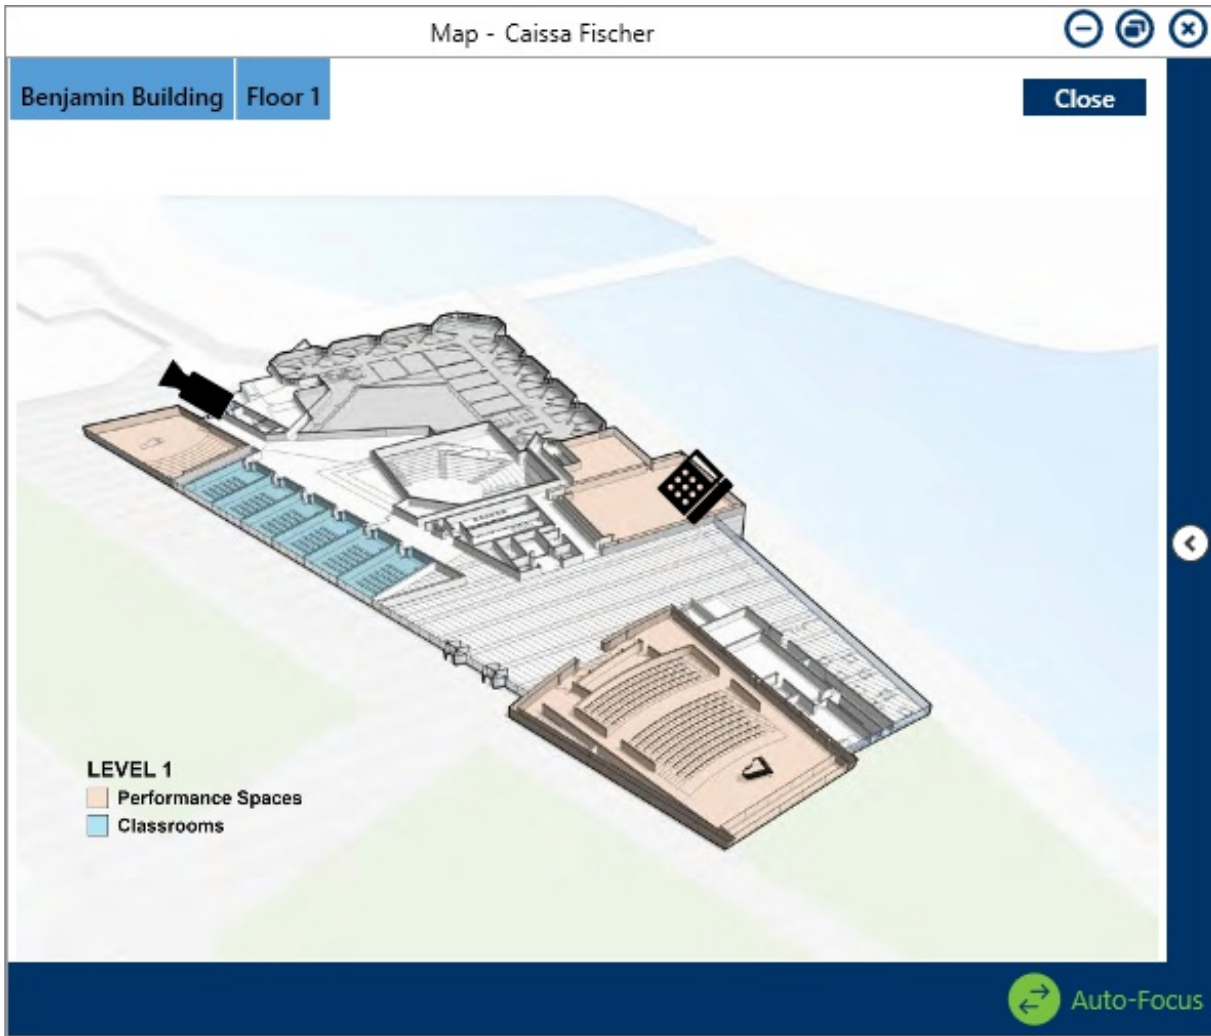 Map - Caissa Fischer
Benjamin Building Floor 1
Close
LEVEL 1
Performance Spaces
Classrooms
Auto-Focus